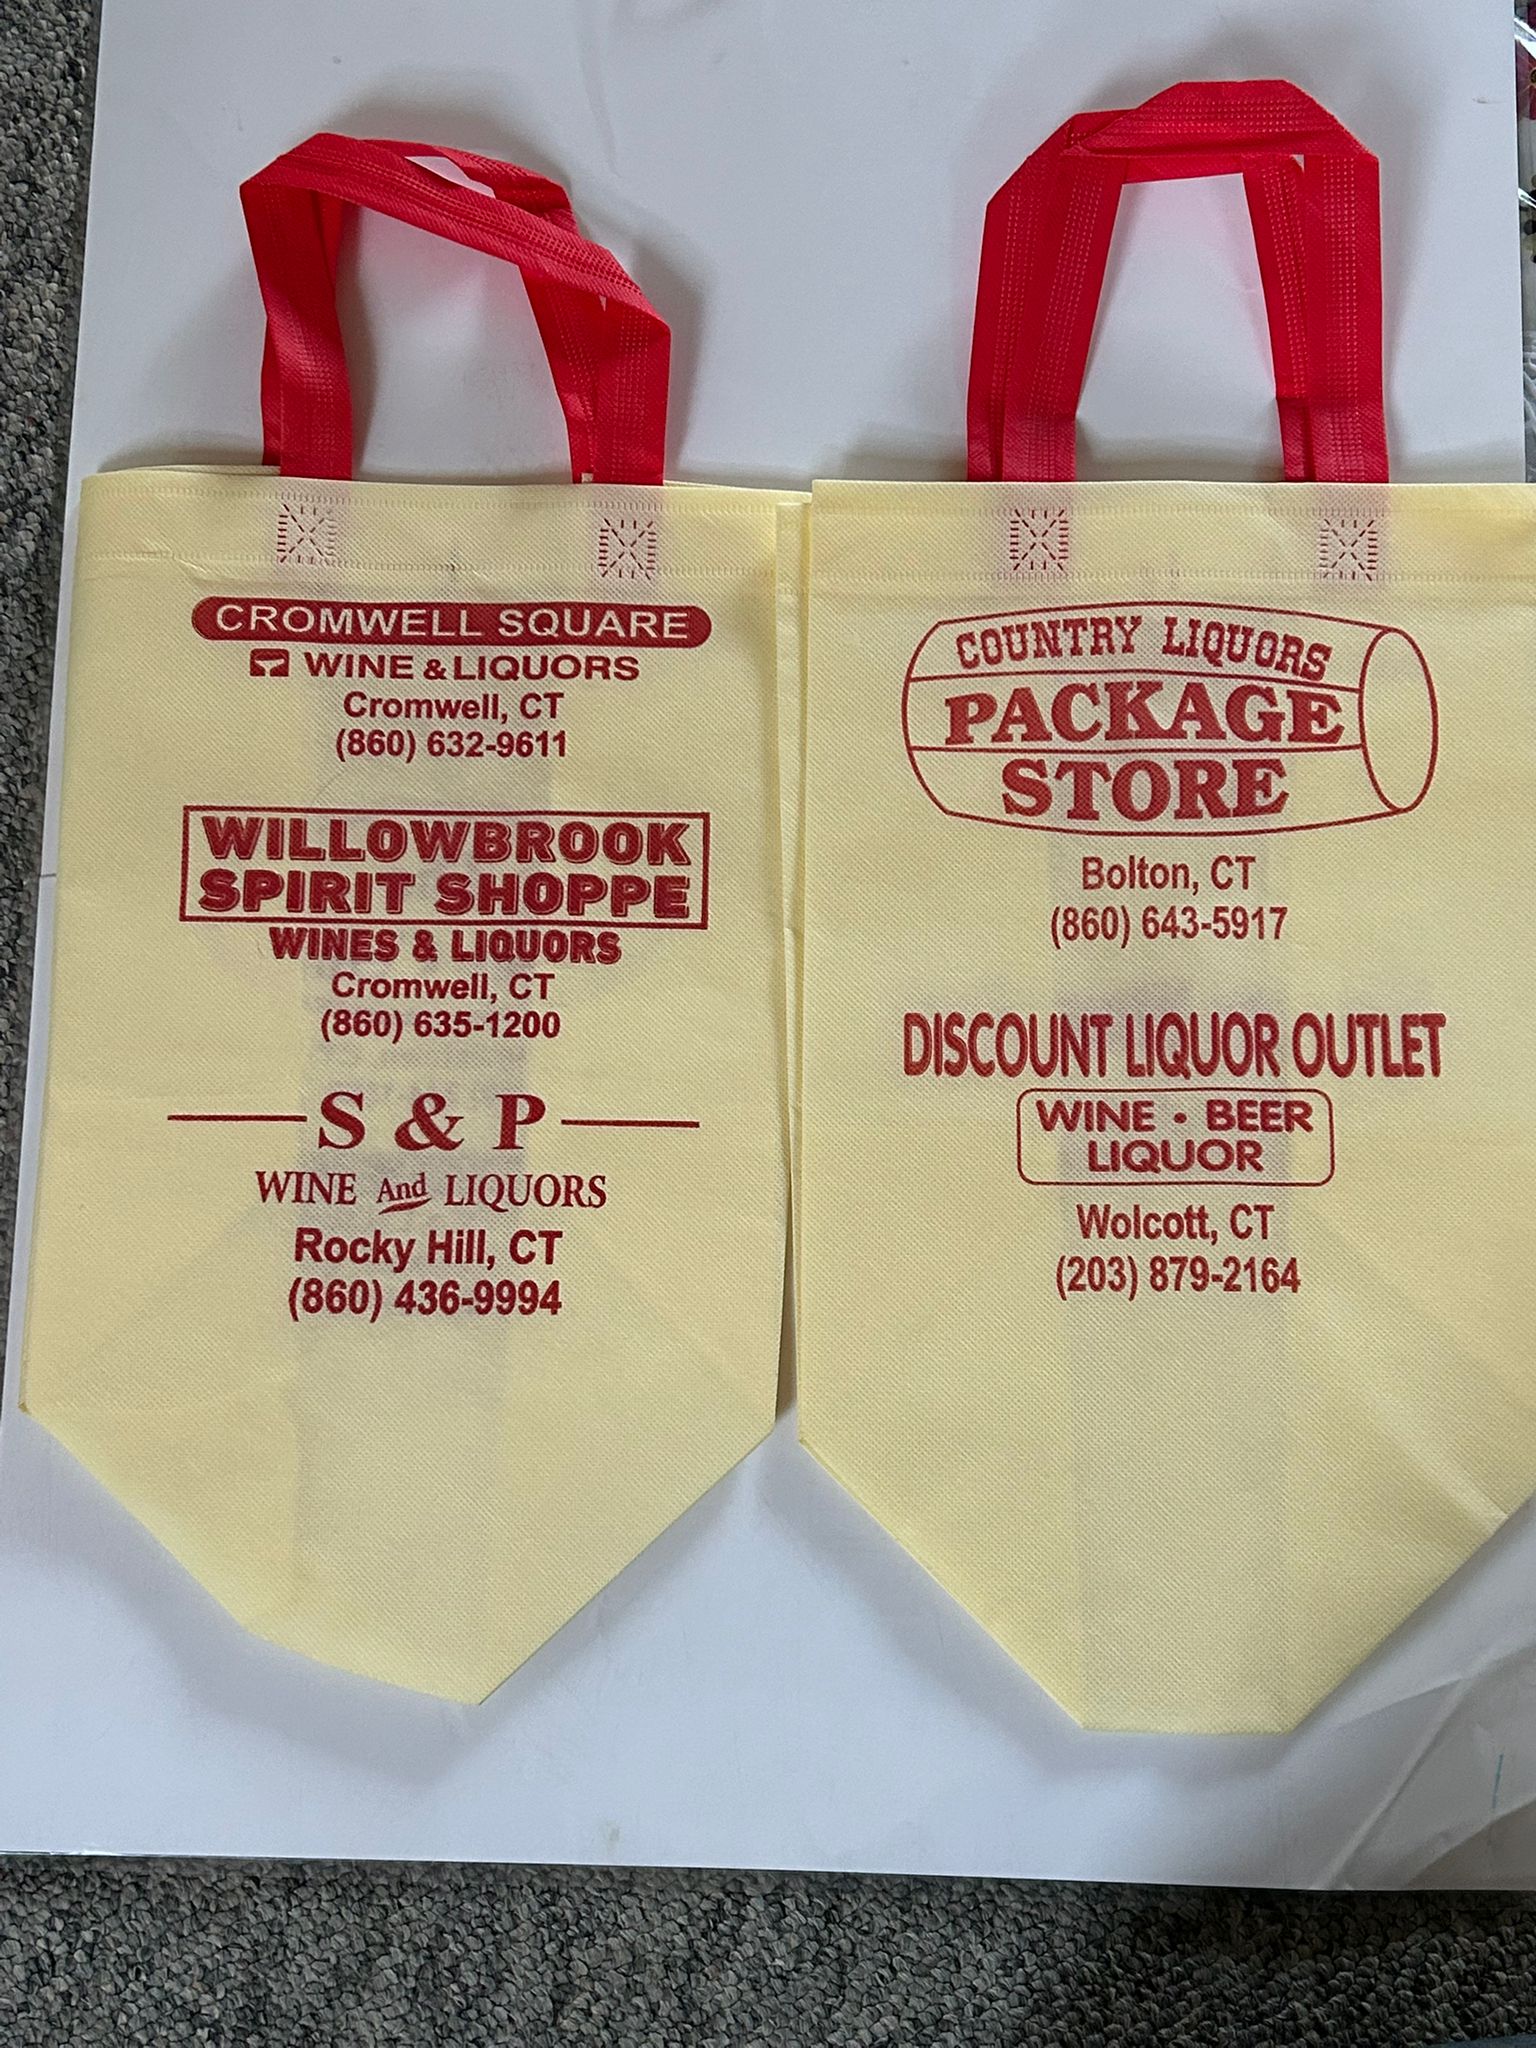 CROMWELL SQUARE
WINE & LIQUORS
Cromwell, CT
(860) 632-9611
WILLOWBROOK
SPIRIT SHOPPE
WINES & LIQUORS
Cromwell, CT
(860) 635-1200
S & P
WINE And LIQUORS
Rocky Hill, CT
(860) 436-9994
COUNTRY LIQUORS
PACKAGE
STORE
Bolton, CT
(860) 643-5917
DISCOUNT LIQUOR OUTLET
WINE • BEER
LIQUOR
Wolcott, CT
(203) 879-2164